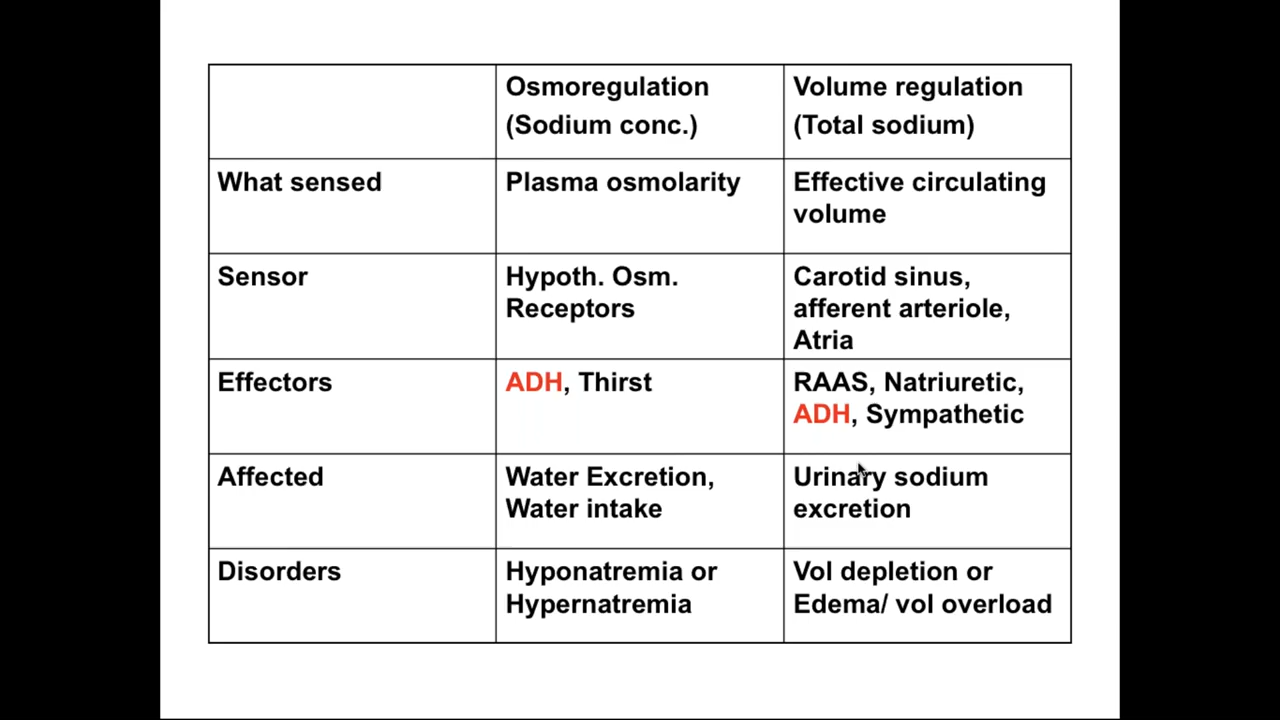 Osmoregulation
(Sodium conc.)
Volume regulation
(Total sodium)
What sensed
Plasma osmolarity
Effective circulating
volume
Sensor
Hypoth. Osm.
Receptors
Carotid sinus,
afferent arteriole,
Atria
Effectors
ADH, Thirst
RAAS, Natriuretic,
ADH, Sympathetic
Affected
Water Excretion,
Water intake
Urinary sodium
excretion
Disorders
Hyponatremia or
Hypernatremia
Vol depletion or
Edema/ vol overload